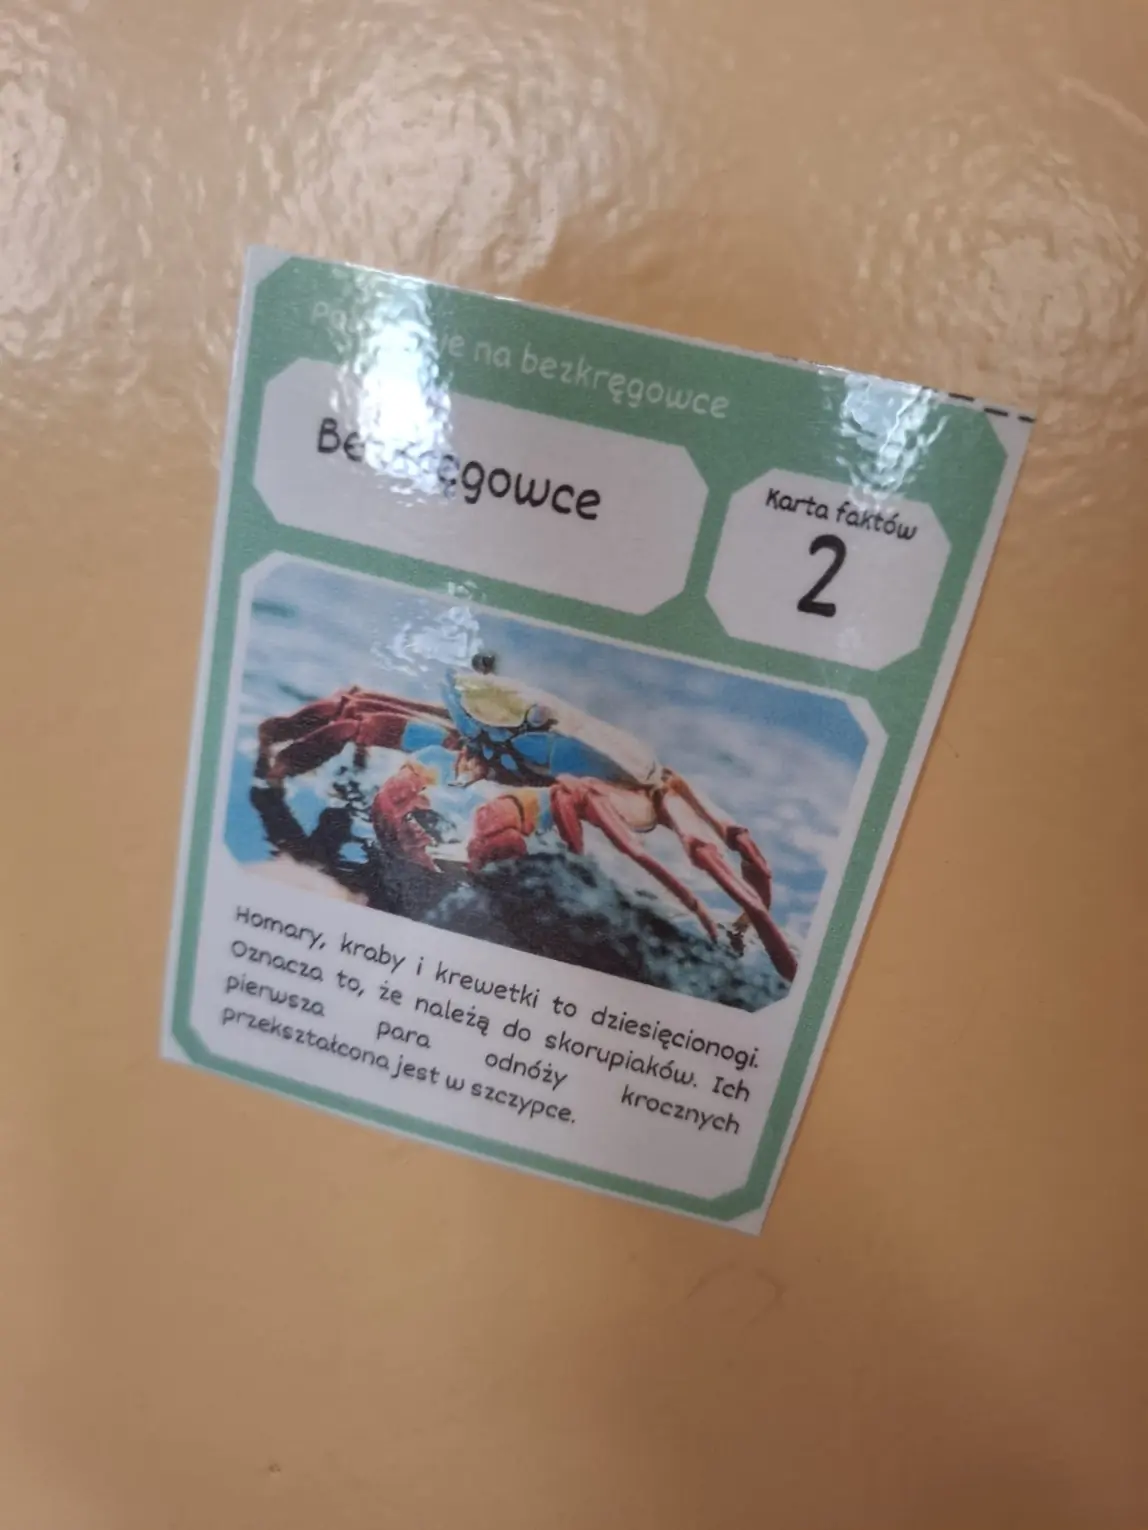 na bezkręgowce
Bezkręgowce
Karta faktów
2
Homary, kraby i krewetki to dziesięcionogi.
Oznacza to, że należą do skorupiaków. Ich
pierwsza para odnóży krocznych
przekształcona jest w szczypce.